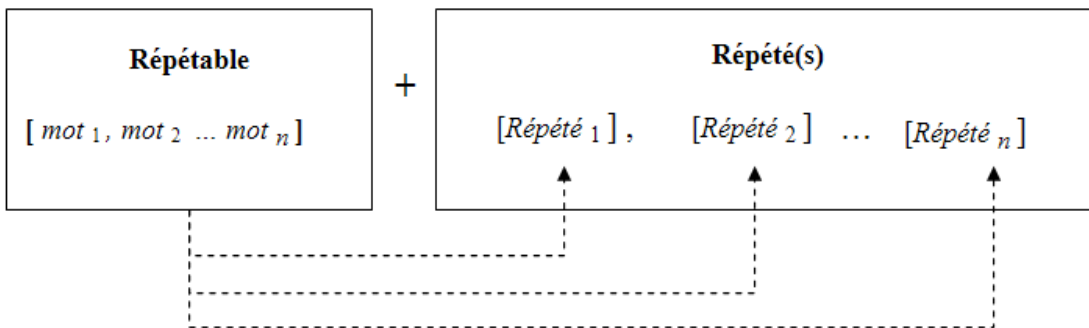 Répétable
[ mot 1, mot 2 ... mot n ]
+
Répété(s)
[Répété 1] , [Répété 2] ... [Répété n ]